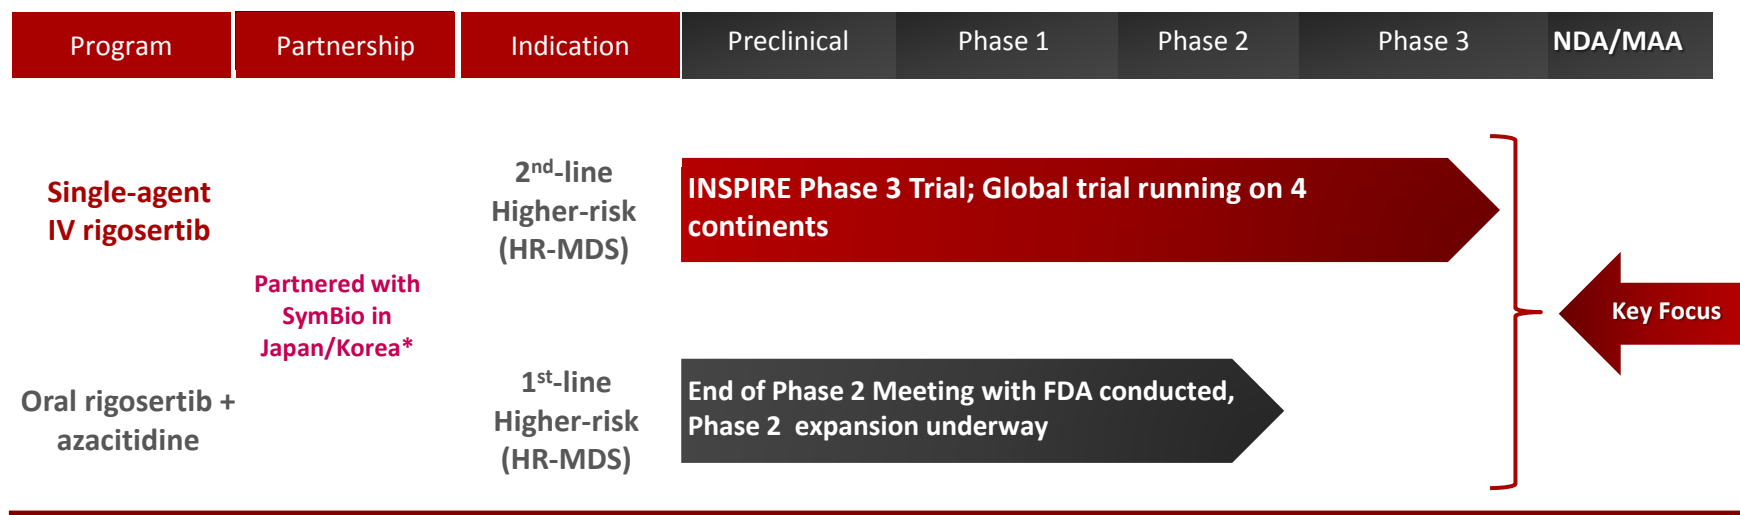 Program Partnership Indication Preclinical Phase 1 Phase 2 Phase 3 NDA/MAA
Single-agent
IV rigosertib
2nd-line
Higher-risk
(HR-MDS)
INSPIRE Phase 3 Trial; Global trial running on 4
continents
Partnered with
SymBio in
Japan/Korea*
Key Focus
Oral rigosertib +
azacitidine
1st-line
Higher-risk
(HR-MDS)
End of Phase 2 Meeting with FDA conducted,
Phase 2 expansion underway